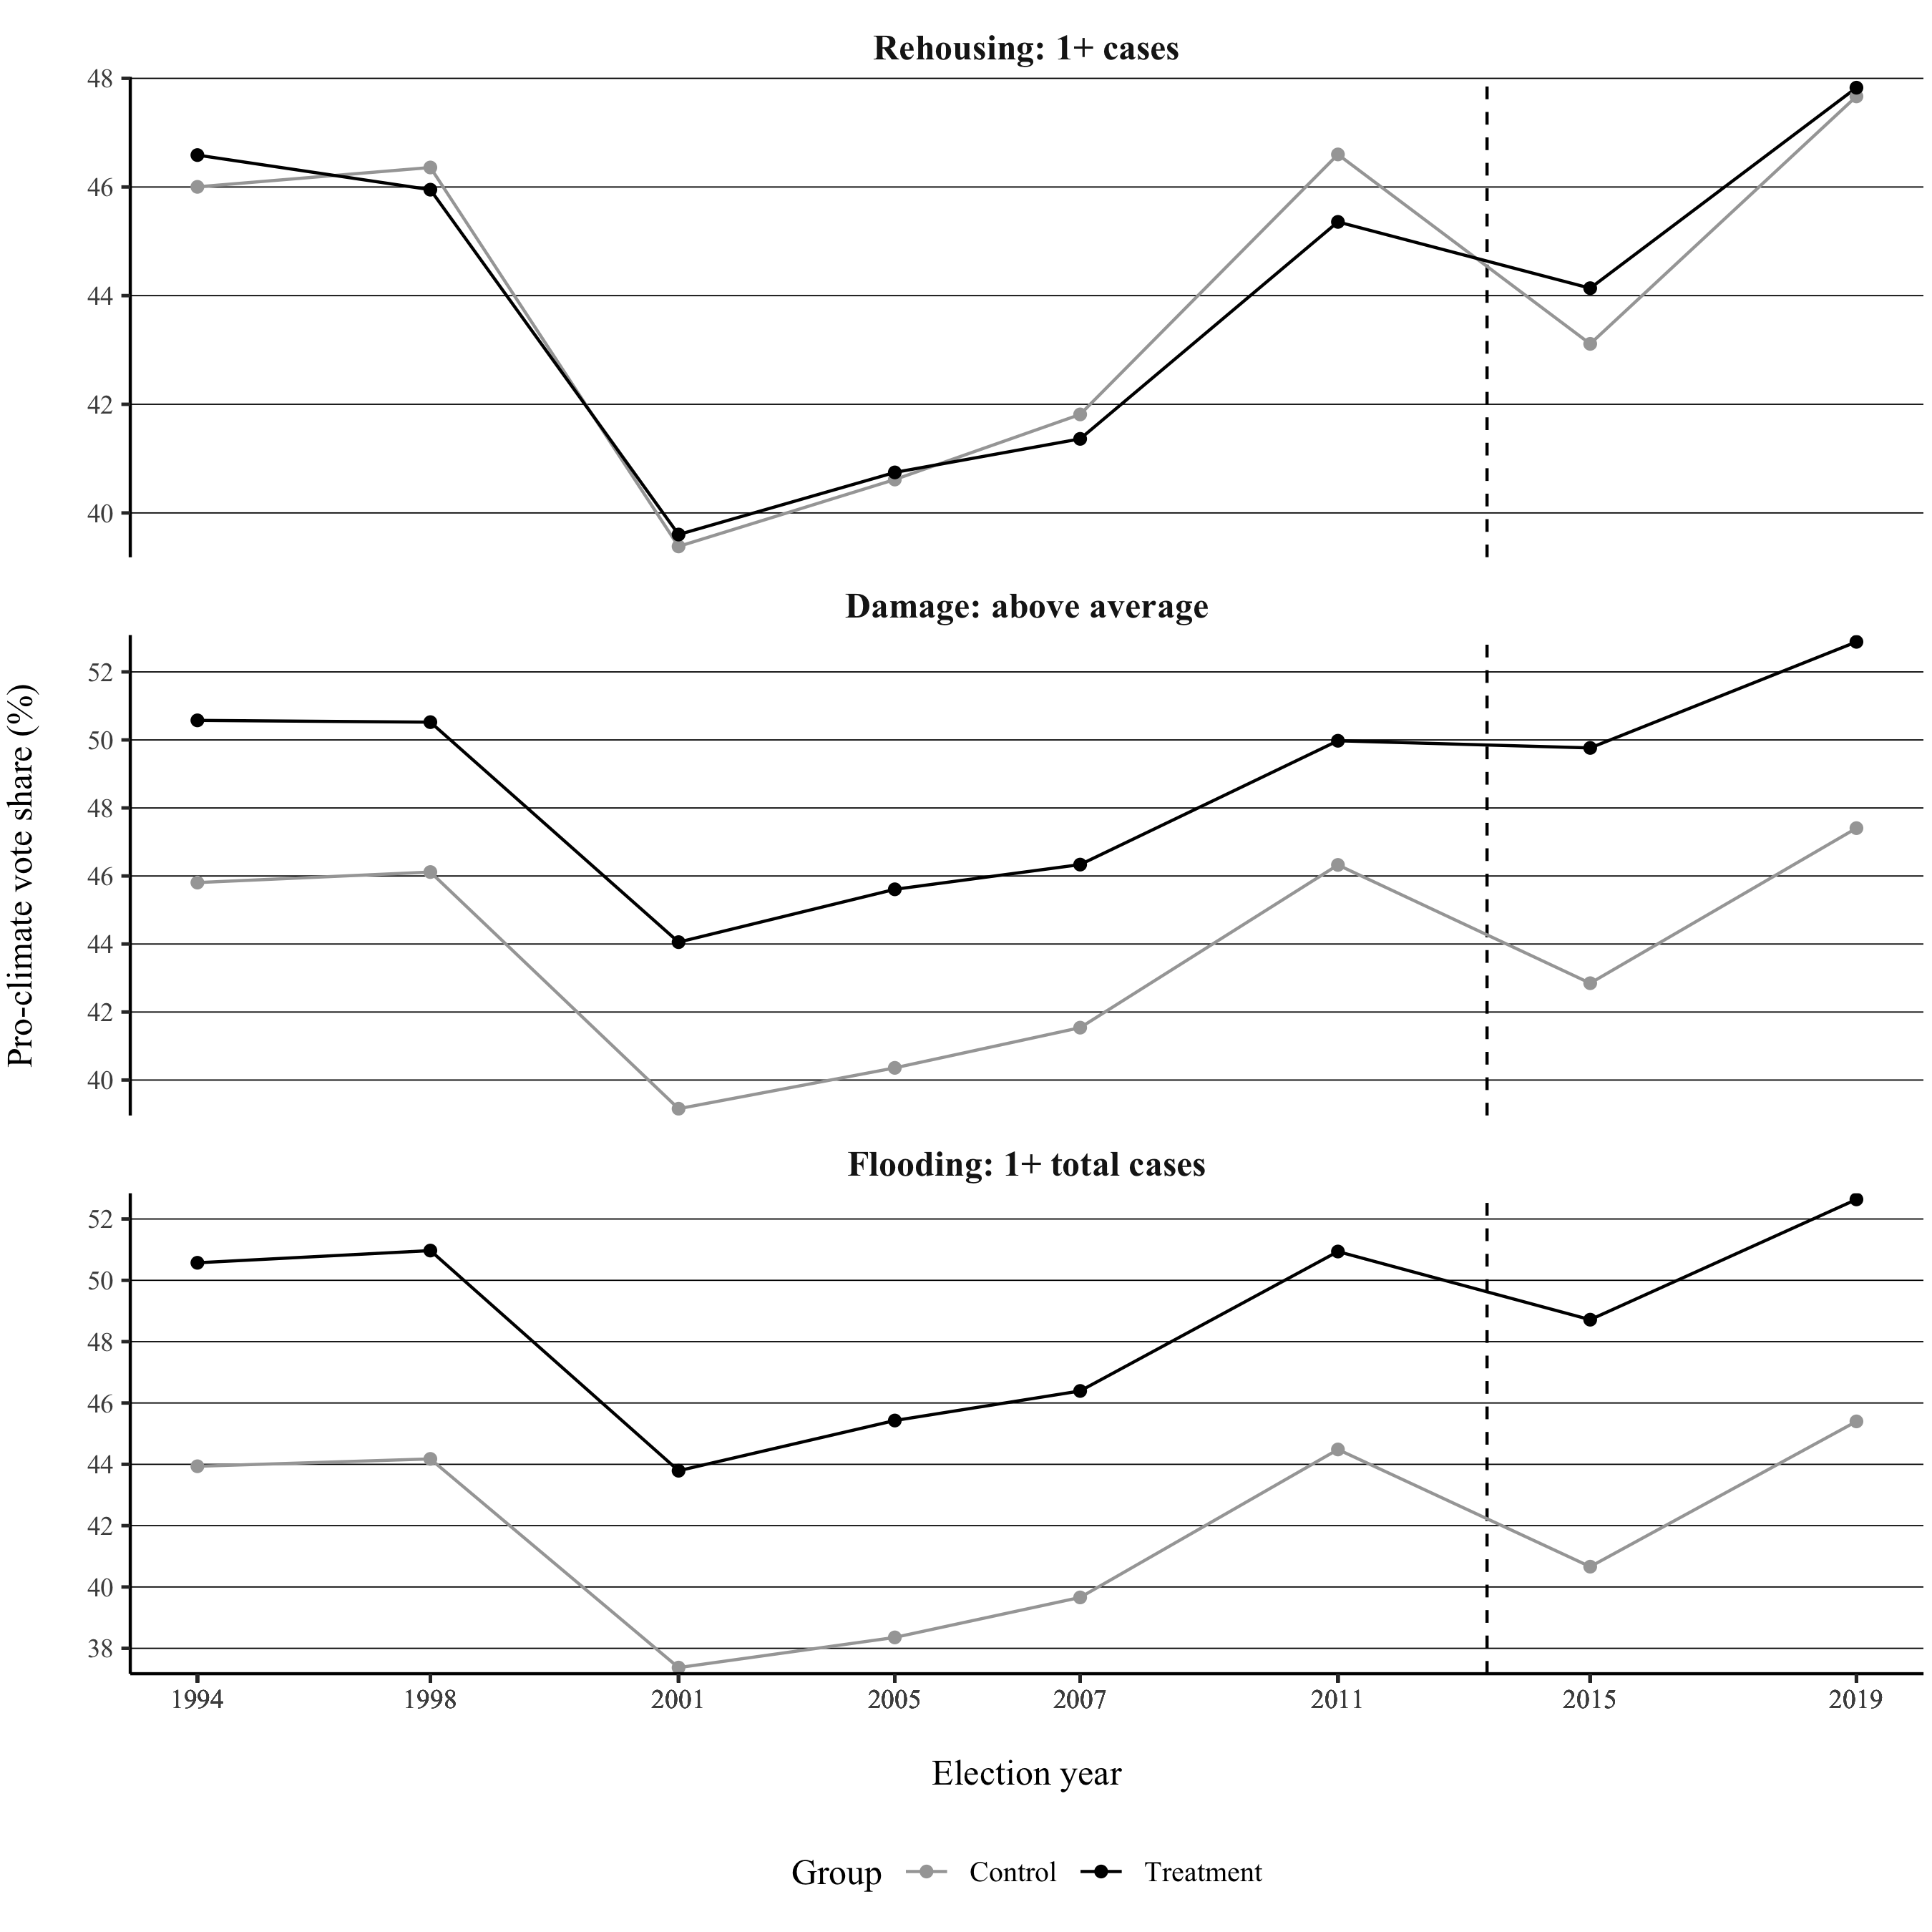 Rehousing: 1+ cases
48
46
44
42
40
Damage: above average
52
50
48
46
44
42
40
Pro-climate vote share (%)
Flooding: 1+ total cases
52
50
48
46
44
42
40
38
1994 1998 2001 2005 2007 2011 2015 2019
Election year
Group Control Treatment